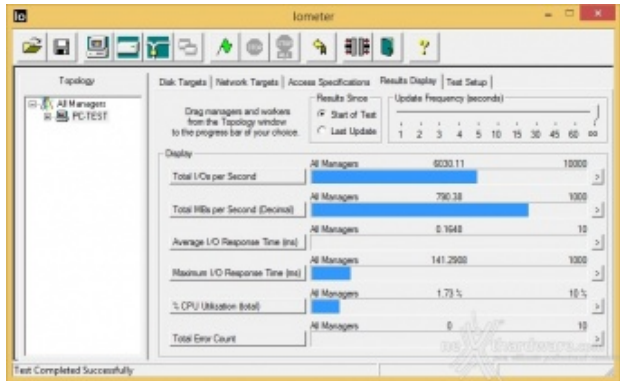 Io
Iometer
Topology
All Managers
PC-TEST
Disk Targets
Network Targets
Access Specifications
Results Display
Test Setup
Drag managers and workers
from the Topology window
to the progress bar of your choice.
Results Since
Start of Test
Last Update
Update Frequency (seconds)
1 2 3 4 5 10 15 30 45 60 ∞
Display
All Managers 6030.11 10000
Total I/Os per Second >
All Managers 790.38 1000
Total MBs per Second (Decimal) >
All Managers 0.1648 10
Average I/O Response Time (ms) >
All Managers 141.2908 1000
Maximum I/O Response Time (ms) >
All Managers 1.73 % 10 %
% CPU Utilization (total) >
All Managers 0 10
Total Error Count >
Test Completed Successfully